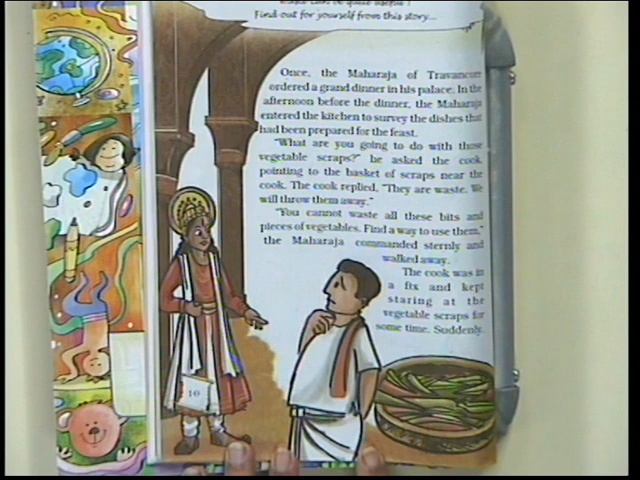 Find out for yourself from this story...
Once, the Maharaja of Travancore
ordered a grand dinner in his palace. In the
afternoon before the dinner, the Maharaja
entered the kitchen to survey the dishes that
had been prepared for the feast.
"What are you going to do with those
vegetable scraps?" he asked the cook
pointing to the basket of scraps near the
cook. The cook replied, "They are waste. We
will throw them away."
"You cannot waste all these bits and
pieces of vegetables. Find a way to use them,"
the Maharaja commanded sternly and
walked away.
The cook was in
a fix and kept
staring at the
vegetable scraps for
some time. Suddenly,
16